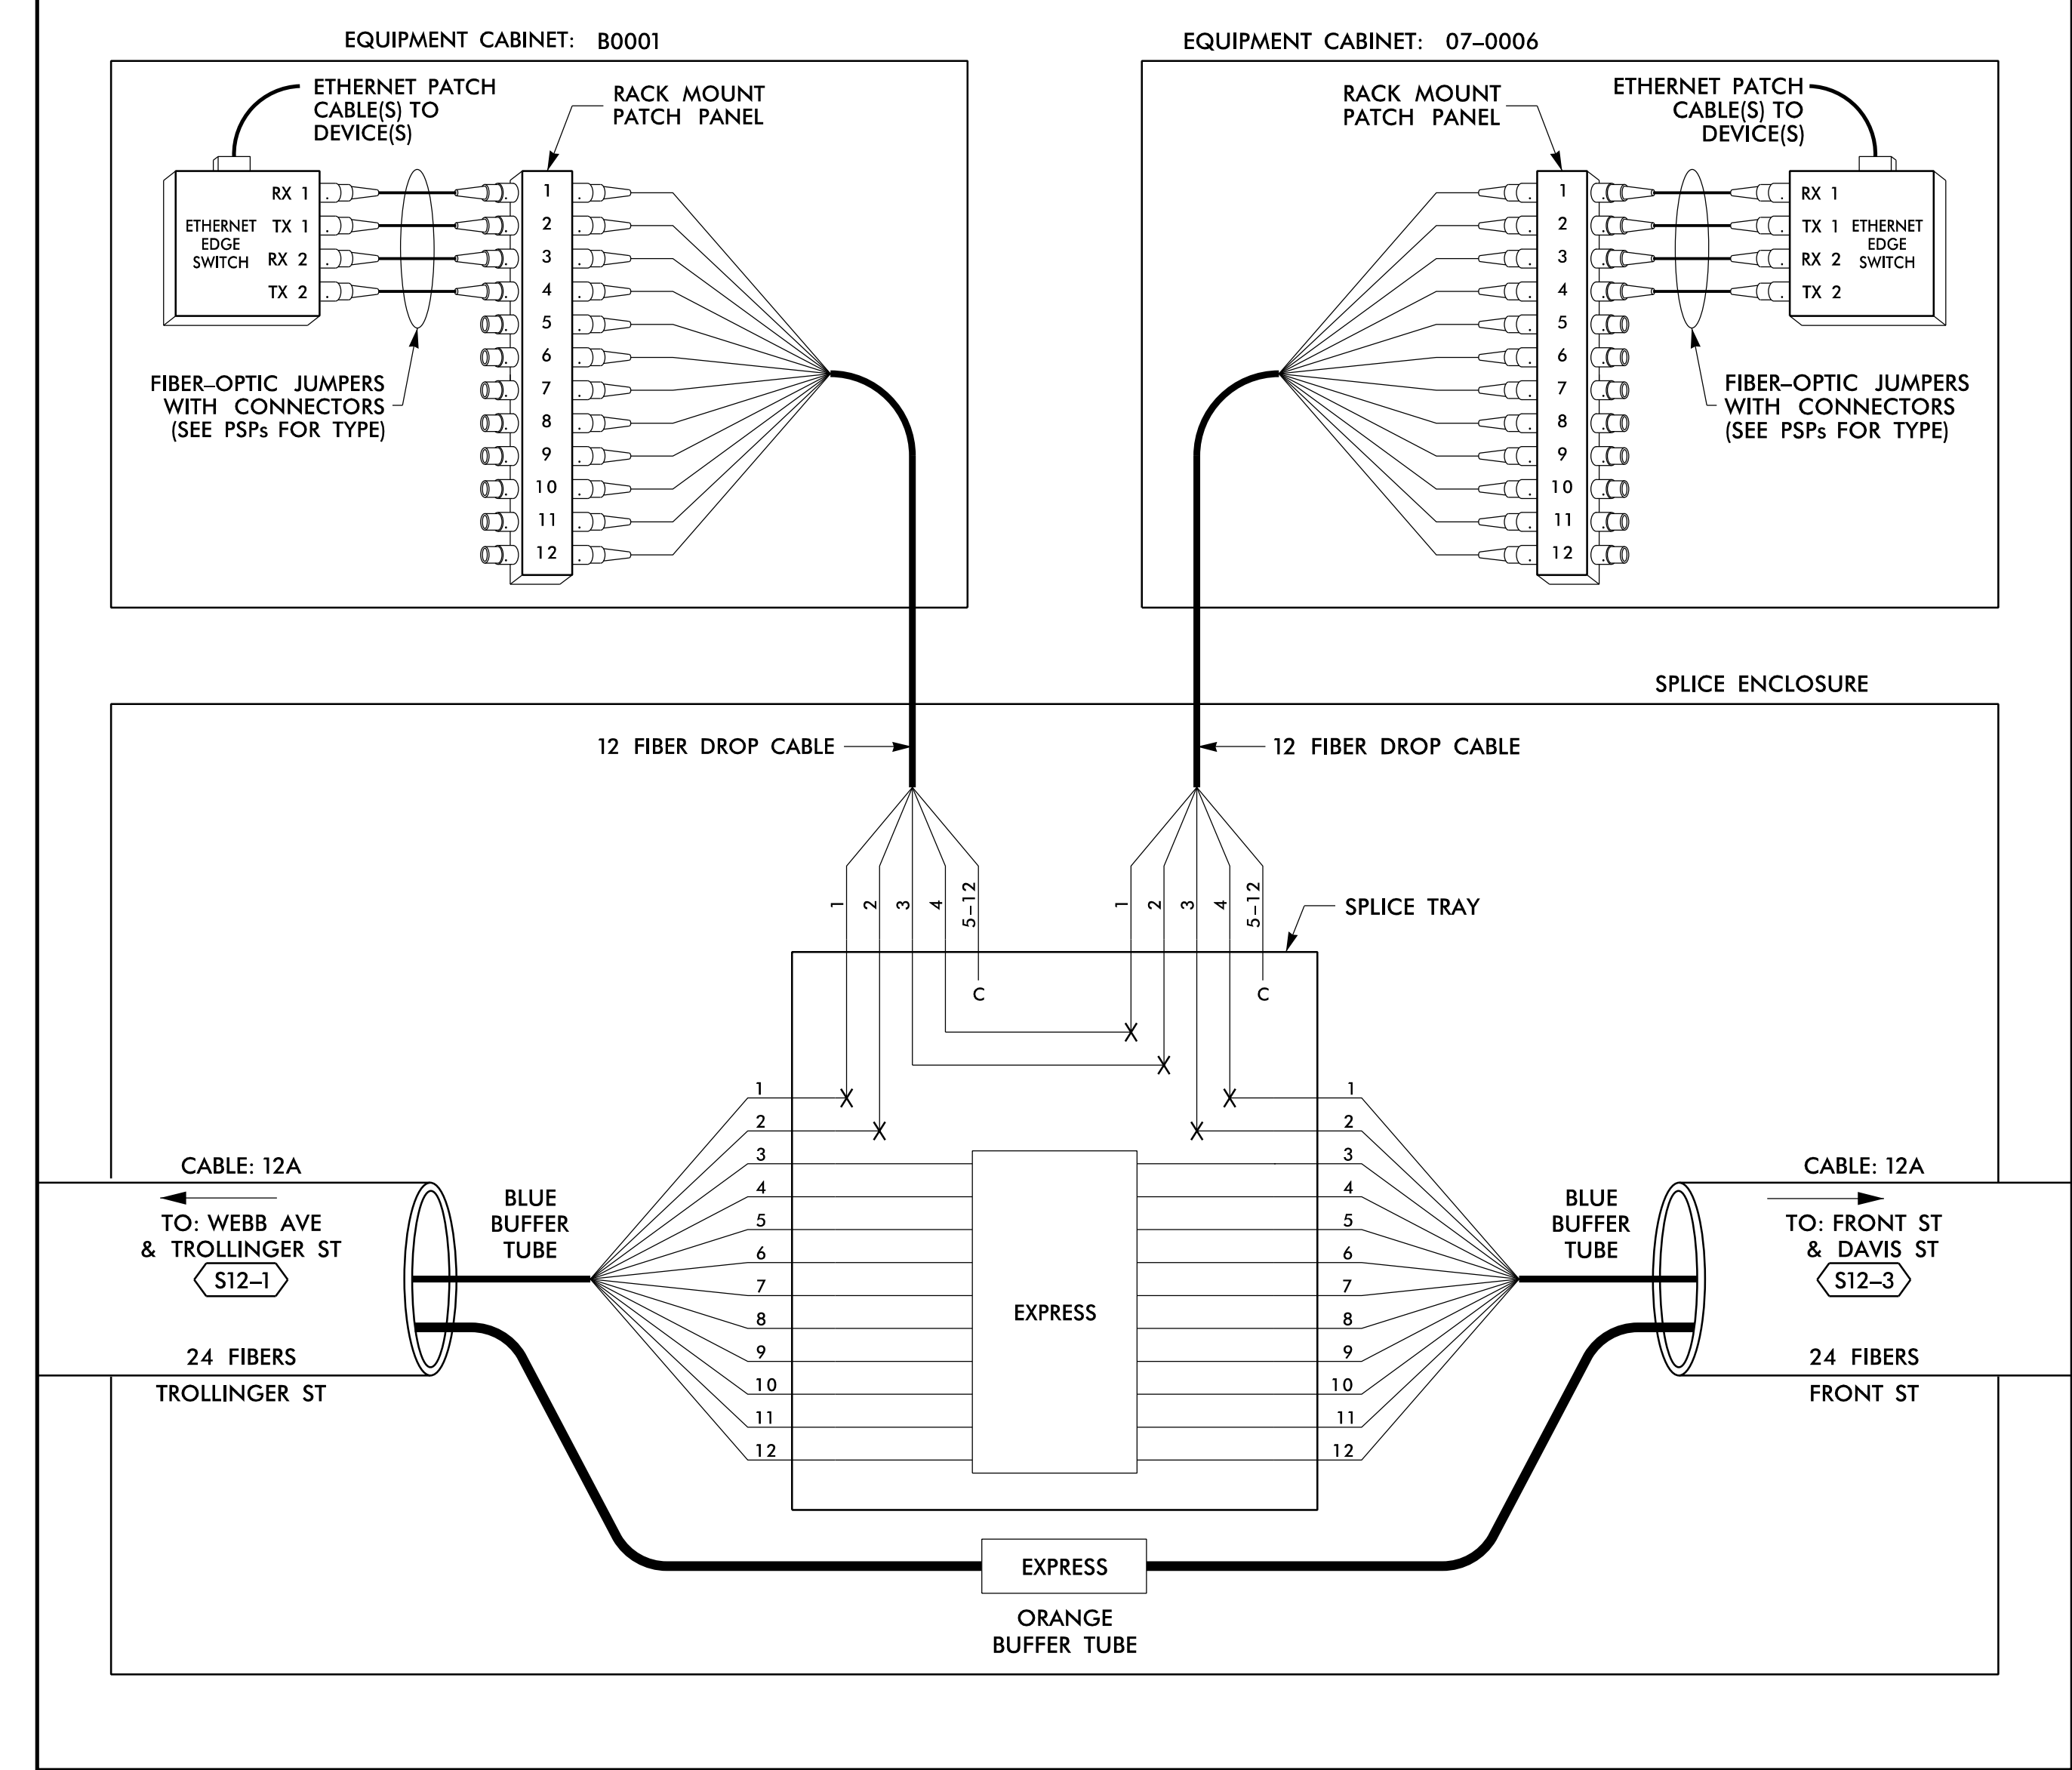 EQUIPMENT CABINET: B0001
ETHERNET PATCH
CABLE(S) TO
DEVICE(S)
RACK MOUNT
PATCH PANEL
RX 1
TX 1
RX 2
TX 2
ETHERNET
EDGE
SWITCH
1
2
3
4
5
6
7
8
9
10
11
12
FIBER–OPTIC JUMPERS
WITH CONNECTORS
(SEE PSPs FOR TYPE)
EQUIPMENT CABINET: 07–0006
RACK MOUNT
PATCH PANEL
ETHERNET PATCH
CABLE(S) TO
DEVICE(S)
1
2
3
4
5
6
7
8
9
10
11
12
RX 1
TX 1
RX 2
TX 2
ETHERNET
EDGE
SWITCH
FIBER–OPTIC JUMPERS
WITH CONNECTORS
(SEE PSPs FOR TYPE)
SPLICE ENCLOSURE
12 FIBER DROP CABLE
12 FIBER DROP CABLE
1
2
3
4
5–12
1
2
3
4
5–12
SPLICE TRAY
C
C
CABLE: 12A
TO: WEBB AVE
& TROLLINGER ST
S12–1
24 FIBERS
TROLLINGER ST
BLUE
BUFFER
TUBE
1
2
3
4
5
6
7
8
9
10
11
12
EXPRESS
1
2
3
4
5
6
7
8
9
10
11
12
BLUE
BUFFER
TUBE
CABLE: 12A
TO: FRONT ST
& DAVIS ST
S12–3
24 FIBERS
FRONT ST
EXPRESS
ORANGE
BUFFER TUBE